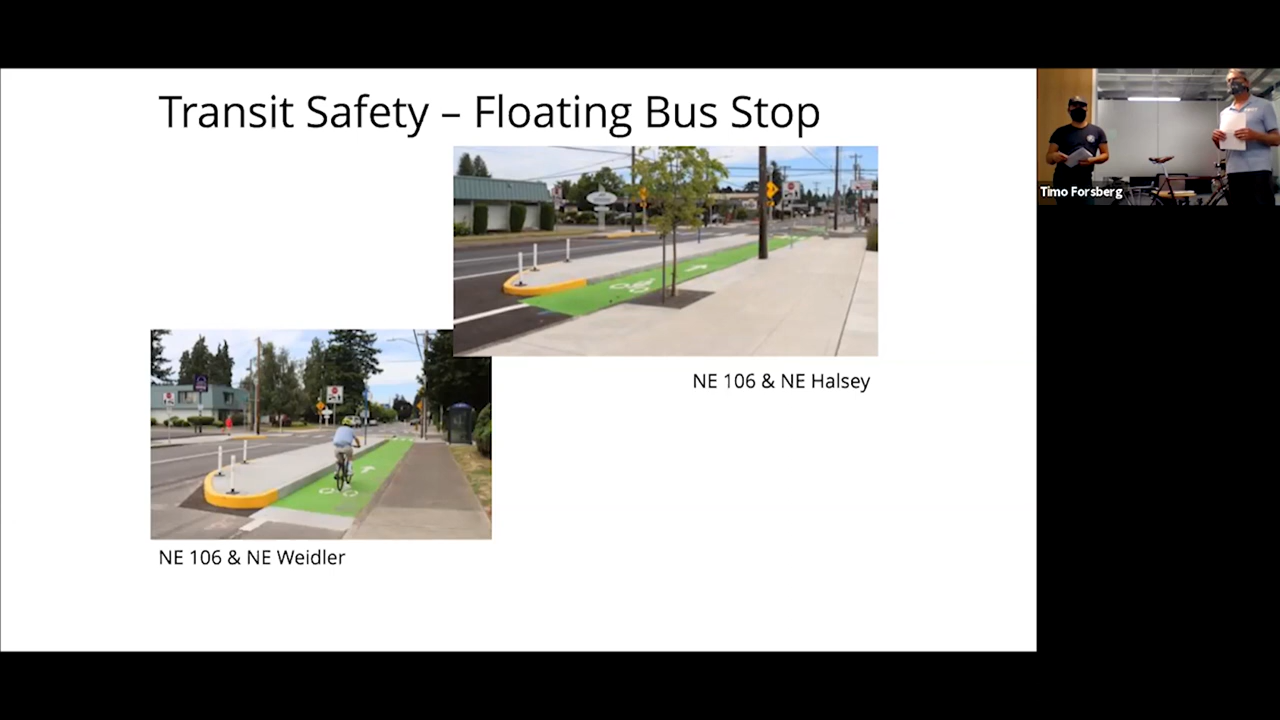 Transit Safety – Floating Bus Stop
Timo Forsberg
NE 106 & NE Halsey
NE 106 & NE Weidler